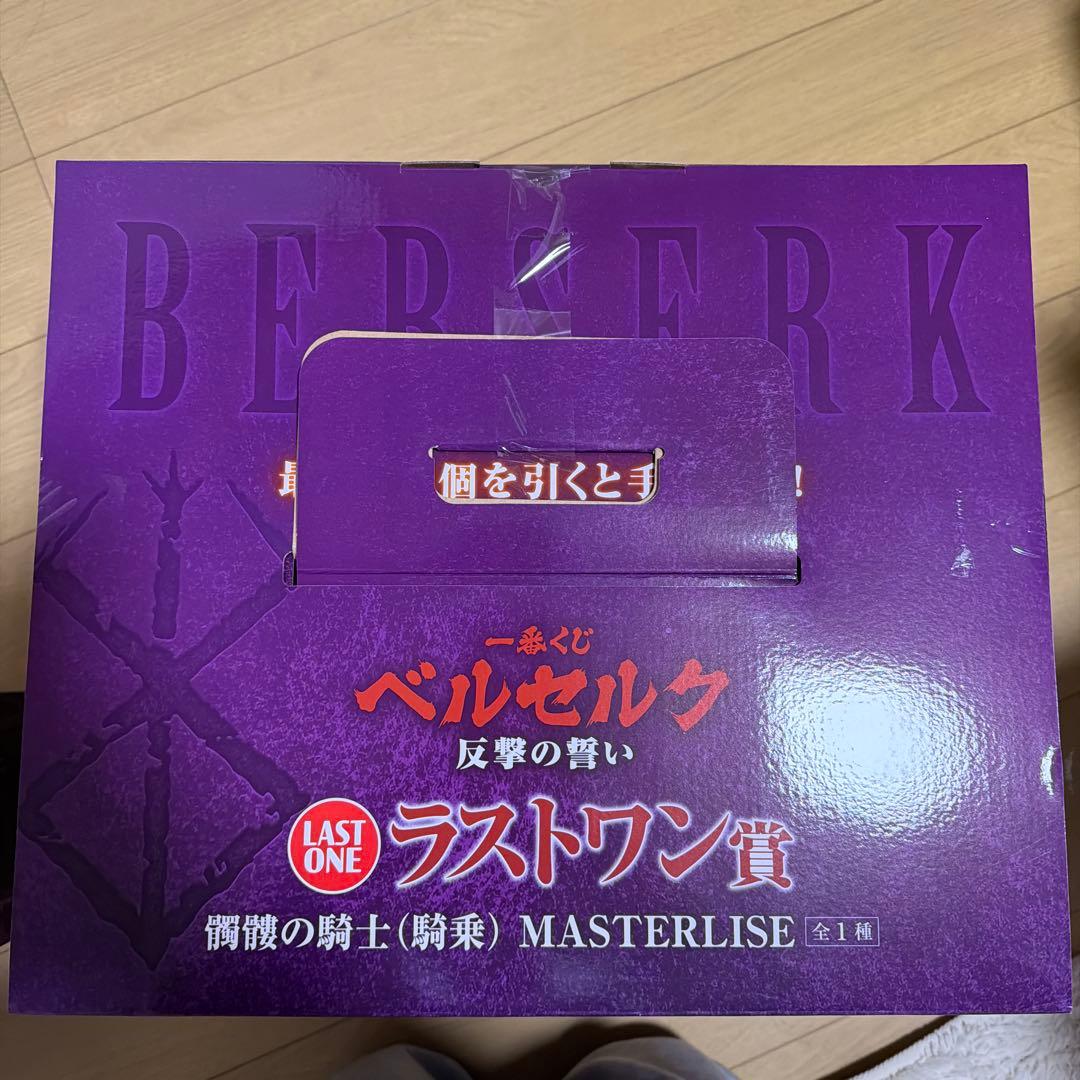 BERSERK
最
個を引くと手
!
一番くじ
ベルセルク
反撃の誓い
LAST
ONE
ラストワン賞
髑髏の騎士(騎乗) MASTERLISE 全1種